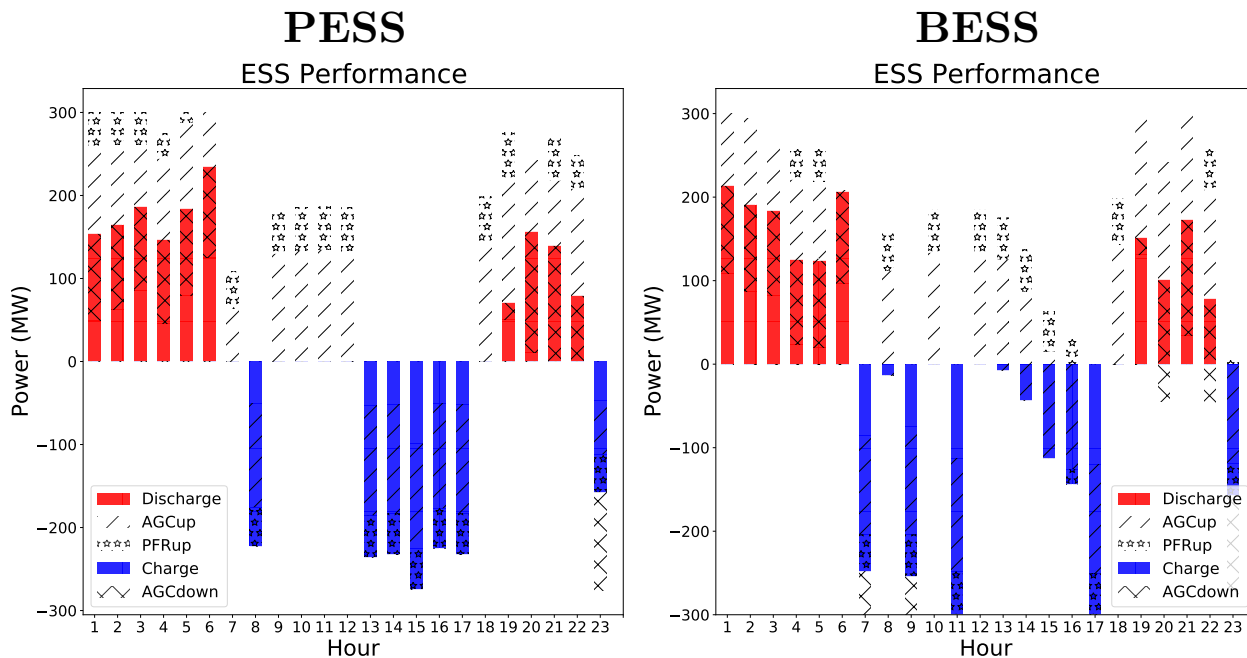 PESS
BESS
ESS Performance
ESS Performance
Power (MW)
300
200
100
0
−100
−200
−300
Discharge
AGCup
PFRup
Charge
AGCdown
1 2 3 4 5 6 7 8 9 10 11 12 13 14 15 16 17 18 19 20 21 22 23
Hour
Power (MW)
300
200
100
0
−100
−200
−300
Discharge
AGCup
PFRup
Charge
AGCdown
1 2 3 4 5 6 7 8 9 10 11 12 13 14 15 16 17 18 19 20 21 22 23
Hour